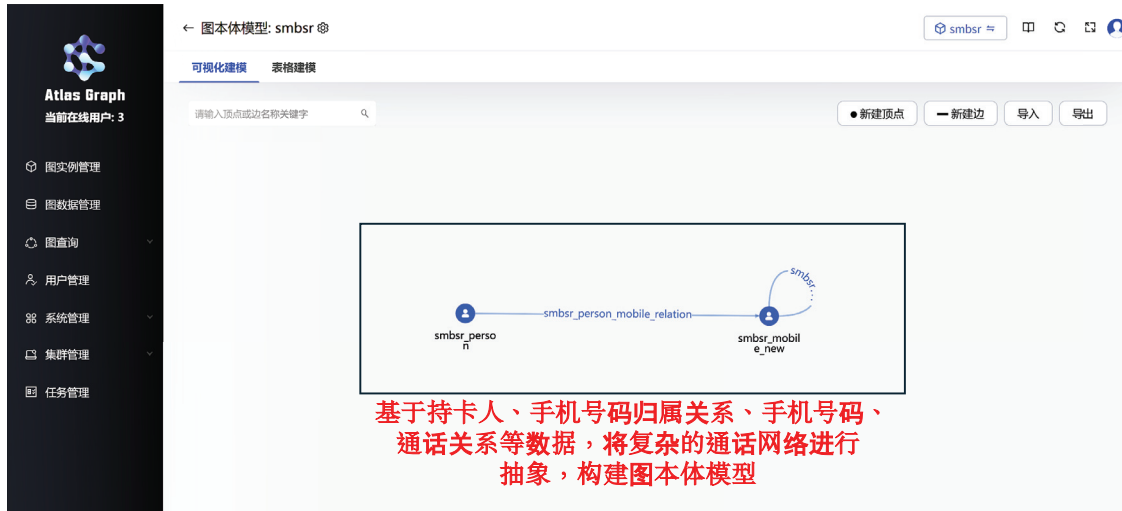 ← 图本体模型: smbsr
smbsr
Atlas Graph
当前在线用户: 3
可视化建模 表格建模
请输入顶点或边名称关键字
新建顶点 新建边 导入 导出
图实例管理
图数据管理
图查询
用户管理
系统管理
集群管理
任务管理
smbsr...
smbsr_person_mobile_relation
smbsr_perso
n
smbsr_mobil
e_new
基于持卡人、手机号码归属关系、手机号码、
通话关系等数据，将复杂的通话网络进行
抽象，构建图本体模型